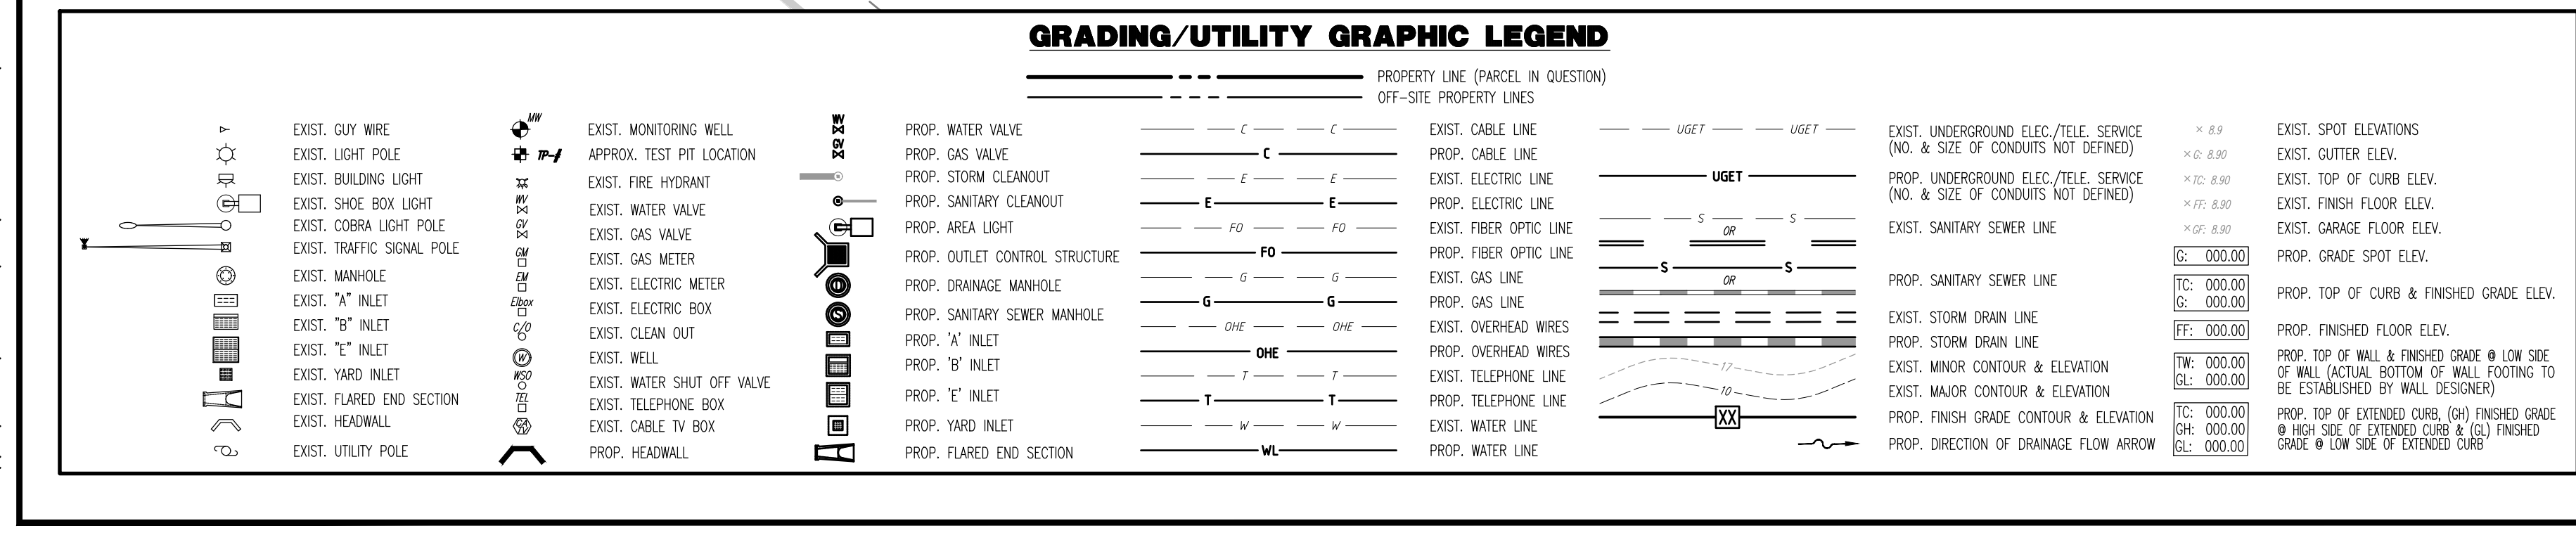 GRADING/UTILITY GRAPHIC LEGEND
PROPERTY LINE (PARCEL IN QUESTION)
OFF-SITE PROPERTY LINES
EXIST. GUY WIRE
EXIST. LIGHT POLE
EXIST. BUILDING LIGHT
EXIST. SHOE BOX LIGHT
EXIST. COBRA LIGHT POLE
EXIST. TRAFFIC SIGNAL POLE
EXIST. MANHOLE
EXIST. "A" INLET
EXIST. "B" INLET
EXIST. "E" INLET
EXIST. YARD INLET
EXIST. FLARED END SECTION
EXIST. HEADWALL
EXIST. UTILITY POLE
MW EXIST. MONITORING WELL
TP-# APPROX. TEST PIT LOCATION
EXIST. FIRE HYDRANT
WV EXIST. WATER VALVE
GV EXIST. GAS VALVE
GM EXIST. GAS METER
EM EXIST. ELECTRIC METER
Elbox EXIST. ELECTRIC BOX
C/O EXIST. CLEAN OUT
W EXIST. WELL
WSO EXIST. WATER SHUT OFF VALVE
TEL EXIST. TELEPHONE BOX
EXIST. CABLE TV BOX
PROP. HEADWALL
WV PROP. WATER VALVE
GV PROP. GAS VALVE
PROP. STORM CLEANOUT
PROP. SANITARY CLEANOUT
PROP. AREA LIGHT
PROP. OUTLET CONTROL STRUCTURE
D PROP. DRAINAGE MANHOLE
S PROP. SANITARY SEWER MANHOLE
PROP. 'A' INLET
PROP. 'B' INLET
PROP. 'E' INLET
PROP. YARD INLET
PROP. FLARED END SECTION
C C EXIST. CABLE LINE
C PROP. CABLE LINE
E E EXIST. ELECTRIC LINE
E E PROP. ELECTRIC LINE
FO FO EXIST. FIBER OPTIC LINE
FO PROP. FIBER OPTIC LINE
G G EXIST. GAS LINE
G G PROP. GAS LINE
OHE OHE EXIST. OVERHEAD WIRES
OHE PROP. OVERHEAD WIRES
T T EXIST. TELEPHONE LINE
T T PROP. TELEPHONE LINE
W W EXIST. WATER LINE
WL PROP. WATER LINE
UGET UGET EXIST. UNDERGROUND ELEC./TELE. SERVICE
(NO. & SIZE OF CONDUITS NOT DEFINED)
UGET PROP. UNDERGROUND ELEC./TELE. SERVICE
(NO. & SIZE OF CONDUITS NOT DEFINED)
S S
OR EXIST. SANITARY SEWER LINE
S S
OR PROP. SANITARY SEWER LINE
EXIST. STORM DRAIN LINE
PROP. STORM DRAIN LINE
17 EXIST. MINOR CONTOUR & ELEVATION
10 EXIST. MAJOR CONTOUR & ELEVATION
XX PROP. FINISH GRADE CONTOUR & ELEVATION
PROP. DIRECTION OF DRAINAGE FLOW ARROW
× 8.9 EXIST. SPOT ELEVATIONS
× G: 8.90 EXIST. GUTTER ELEV.
× TC: 8.90 EXIST. TOP OF CURB ELEV.
× FF: 8.90 EXIST. FINISH FLOOR ELEV.
× GF: 8.90 EXIST. GARAGE FLOOR ELEV.
G: 000.00 PROP. GRADE SPOT ELEV.
TC: 000.00
G: 000.00
PROP. TOP OF CURB & FINISHED GRADE ELEV.
FF: 000.00 PROP. FINISHED FLOOR ELEV.
TW: 000.00
GL: 000.00
PROP. TOP OF WALL & FINISHED GRADE @ LOW SIDE
OF WALL (ACTUAL BOTTOM OF WALL FOOTING TO
BE ESTABLISHED BY WALL DESIGNER)
TC: 000.00
GH: 000.00
GL: 000.00
PROP. TOP OF EXTENDED CURB, (GH) FINISHED GRADE
@ HIGH SIDE OF EXTENDED CURB & (GL) FINISHED
GRADE @ LOW SIDE OF EXTENDED CURB